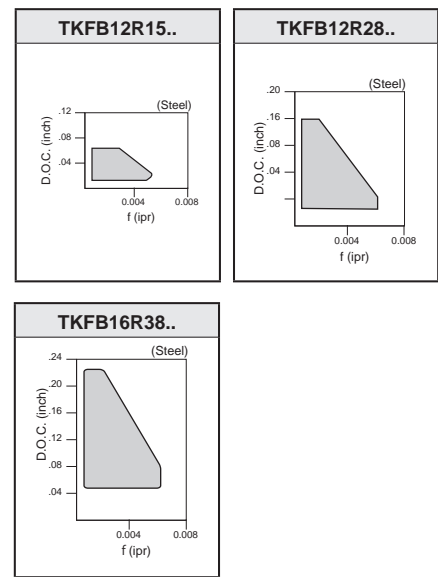 TKFB12R15..
(Steel)
.12
.08
.04
D.O.C. (inch)
0.004 0.008
f (ipr)
TKFB12R28..
(Steel)
.20
.16
.08
.04
D.O.C. (inch)
0.004 0.008
f (ipr)
TKFB16R38..
(Steel)
.24
.20
.16
.12
.08
.04
D.O.C. (inch)
0.004 0.008
f (ipr)